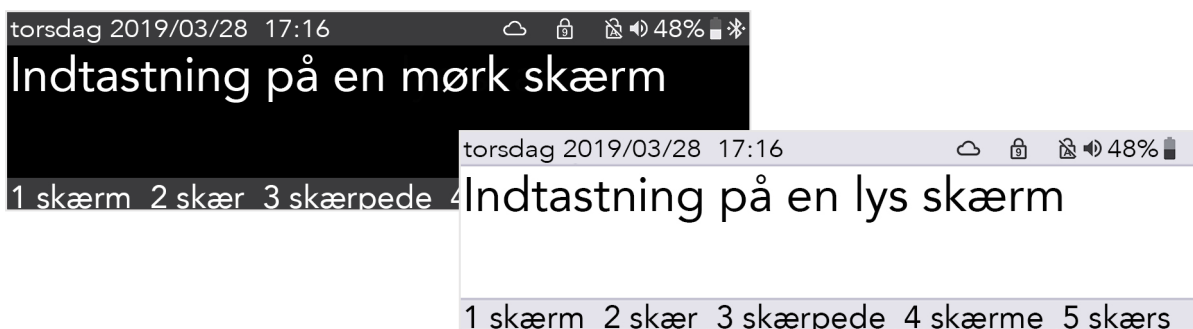 torsdag 2019/03/28 17:16 9 A 48%
Indtastning på en mørk skærm
1 skærm 2 skær 3 skærpede
torsdag 2019/03/28 17:16 9 A 48%
Indtastning på en lys skærm
1 skærm 2 skær 3 skærpede 4 skærme 5 skærs